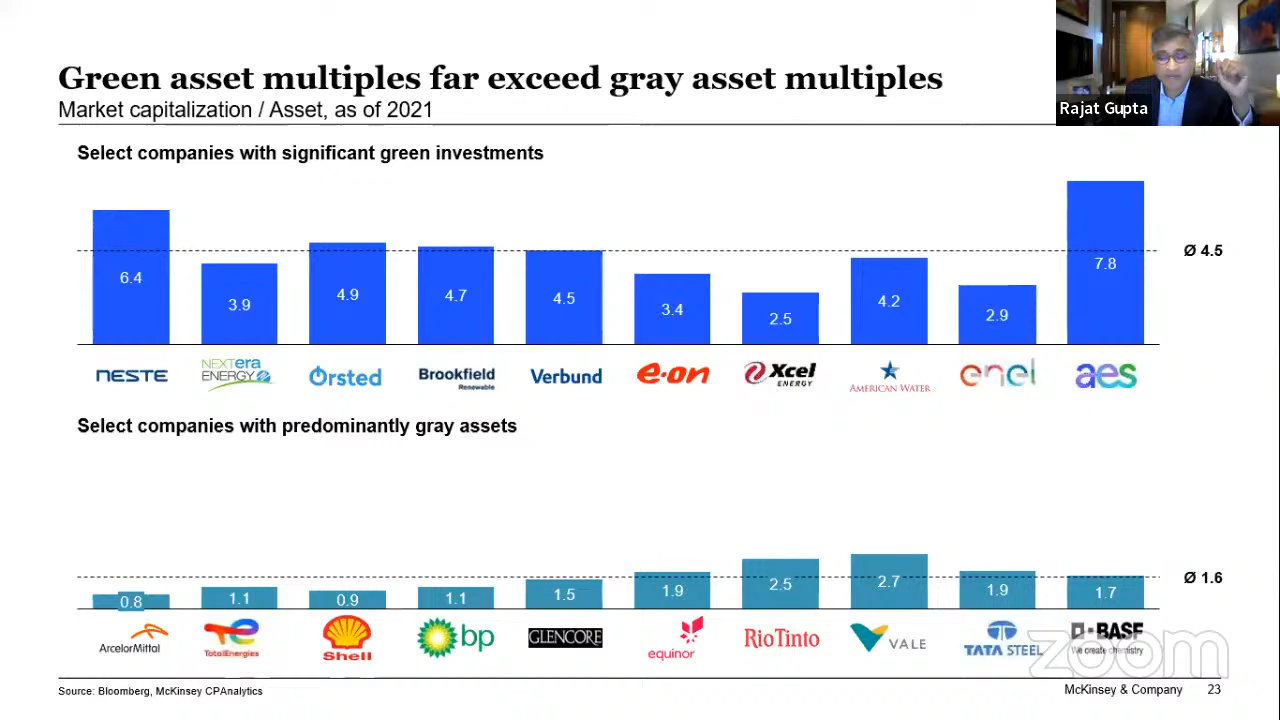 Green asset multiples far exceed gray asset multiples
Market capitalization / Asset, as of 2021
Rajat Gupta
Select companies with significant green investments
6.4 3.9 4.9 4.7 4.5 3.4 2.5 4.2 2.9 7.8 Ø 4.5
NESTE NEXTera ENERGY Ørsted Brookfield Renewable Verbund e·on Xcel ENERGY AMERICAN WATER enel aes
Select companies with predominantly gray assets
0.8 1.1 0.9 1.1 1.5 1.9 2.5 2.7 1.9 1.7 Ø 1.6
ArcelorMittal TotalEnergies Shell bp GLENCORE equinor RioTinto VALE TATA STEEL BASF We create chemistry
zoom
Source: Bloomberg, McKinsey CPAnalytics
McKinsey & Company 23